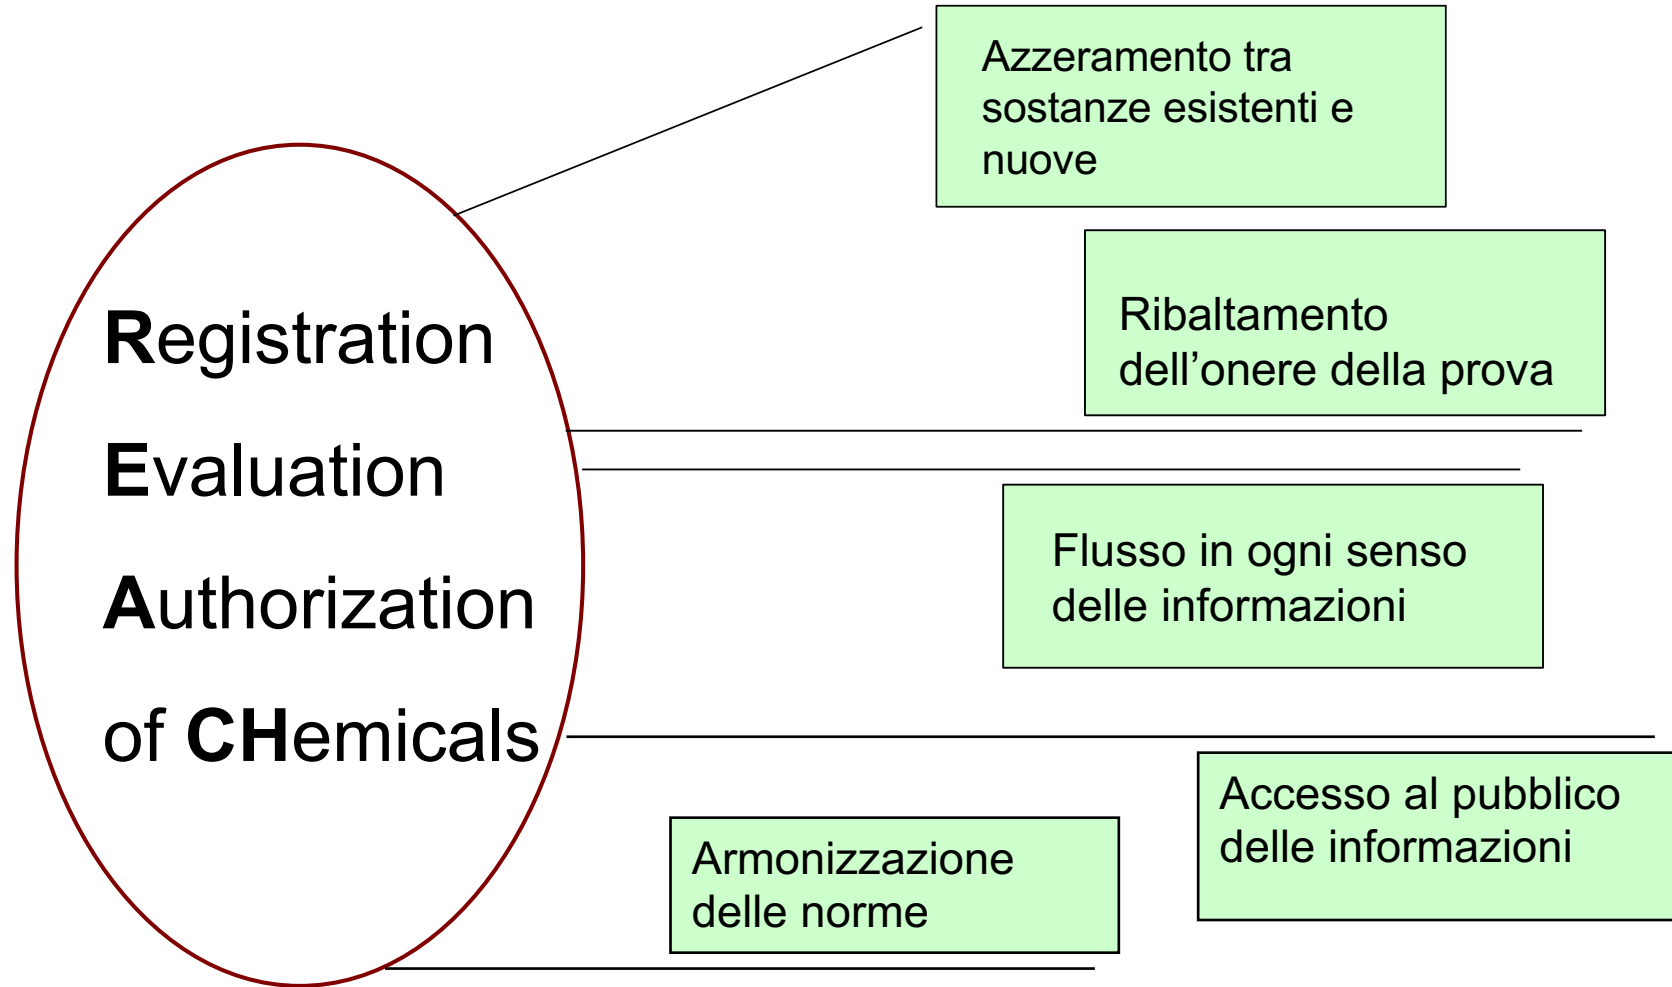 Registration
Evaluation
Authorization
of CHemicals
Azzeramento tra
sostanze esistenti e
nuove
Ribaltamento
dell’onere della prova
Flusso in ogni senso
delle informazioni
Accesso al pubblico
delle informazioni
Armonizzazione
delle norme